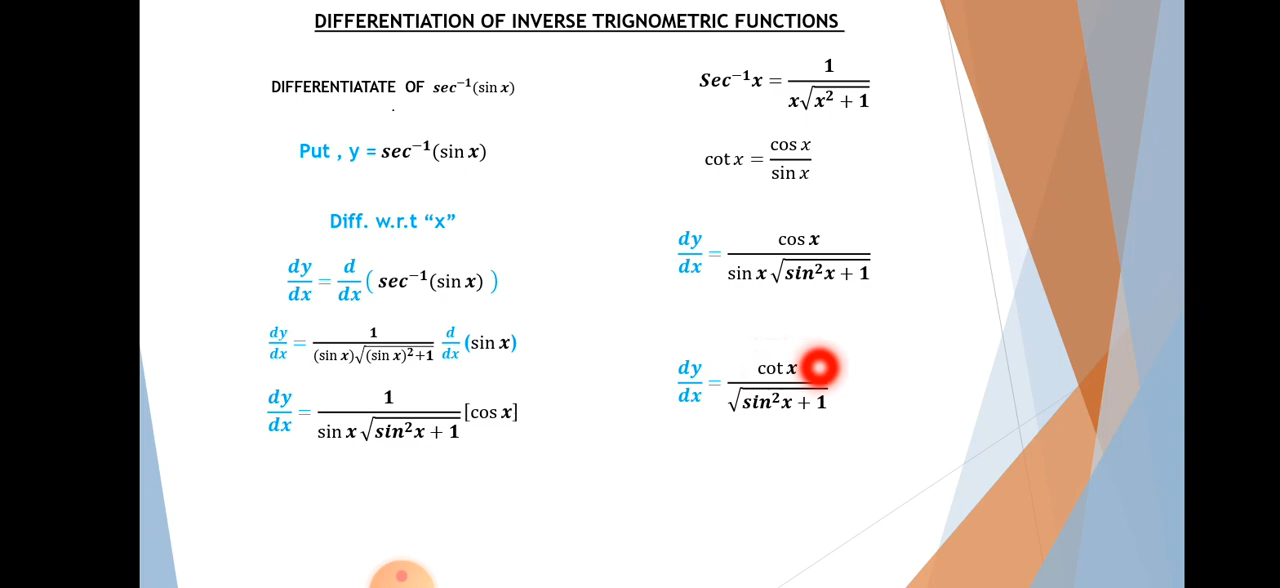 DIFFERENTIATION OF INVERSE TRIGNOMETRIC FUNCTIONS
DIFFERENTIATATE OF sec⁻¹(sin x)
Put , y = sec⁻¹(sin x)
Diff. w.r.t “x”
dy/dx = d/dx ( sec⁻¹(sin x) )
dy/dx = 1/((sin x)√((sin x)²+1)) d/dx (sin x)
dy/dx = 1/(sin x √(sin²x + 1)) [cos x]
Sec⁻¹x = 1/(x√(x² + 1))
cot x = cos x/sin x
dy/dx = cos x/(sin x √(sin²x + 1))
dy/dx = cot x/√(sin²x + 1)